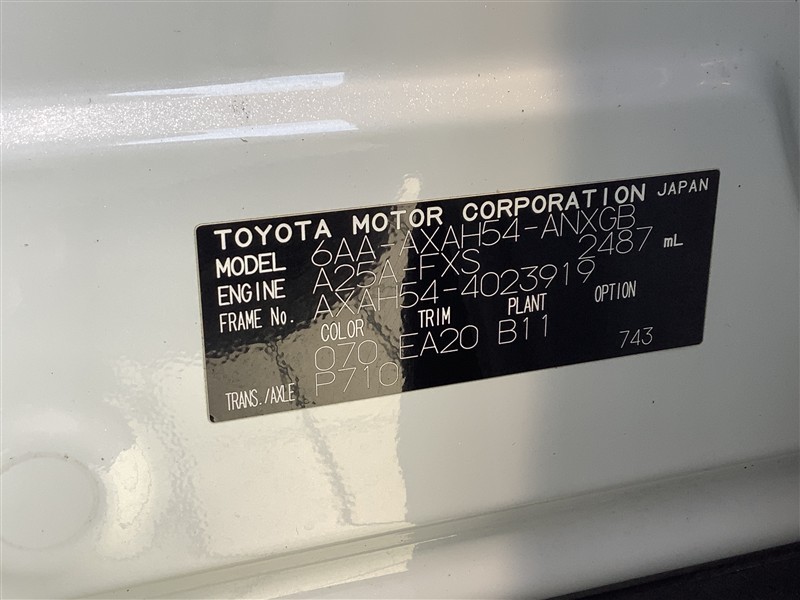 TOYOTA MOTOR CORPORATION JAPAN
MODEL 6AA-AXAH54-ANXGB
ENGINE A25A-FXS 2487 mL
FRAME No. AXAH54-4023919
COLOR TRIM PLANT OPTION
070 EA20 B11
TRANS./AXLE P710 743